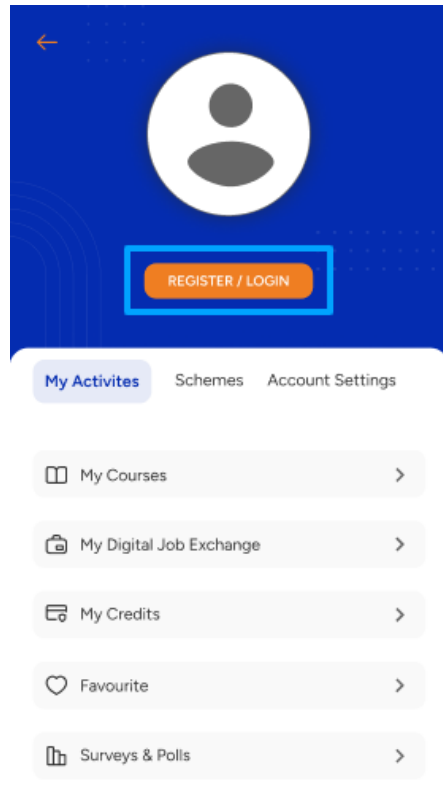 REGISTER / LOGIN
My Activites Schemes Account Settings
My Courses
My Digital Job Exchange
My Credits
Favourite
Surveys & Polls